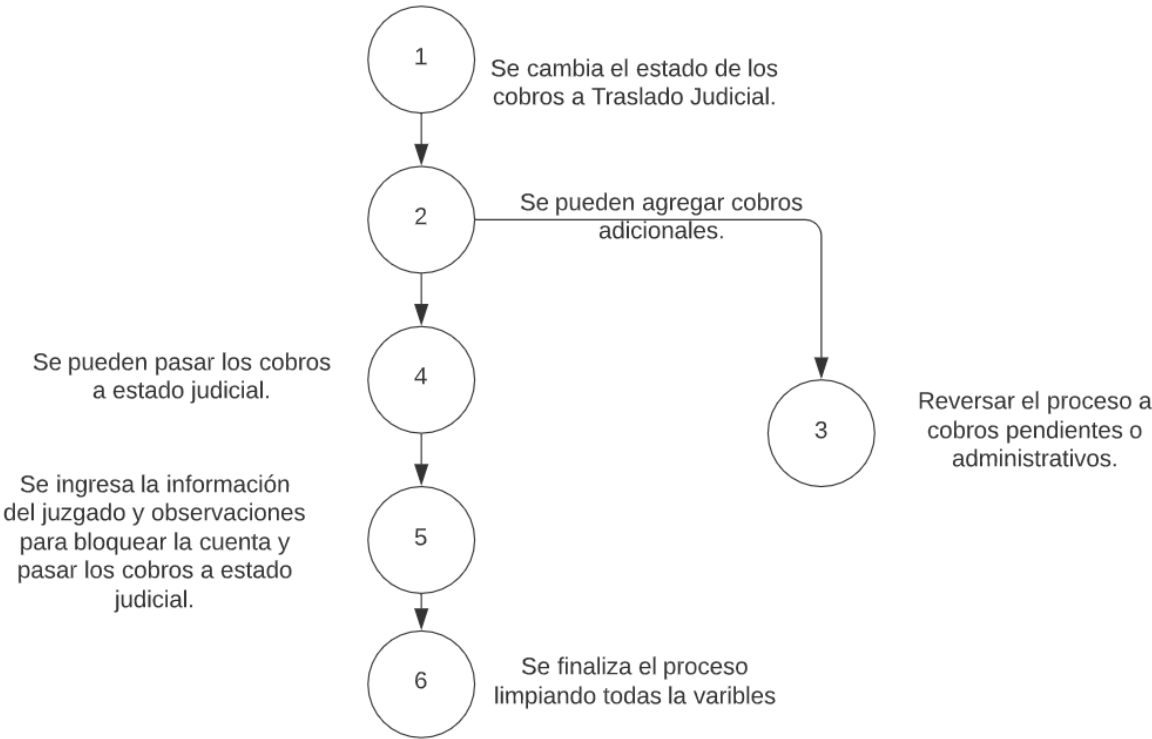 1
Se cambia el estado de los
cobros a Traslado Judicial.
2
Se pueden agregar cobros
adicionales.
Se pueden pasar los cobros
a estado judicial.
4
3
Reversar el proceso a
cobros pendientes o
administrativos.
Se ingresa la información
del juzgado y observaciones
para bloquear la cuenta y
pasar los cobros a estado
judicial.
5
6
Se finaliza el proceso
limpiando todas la varibles